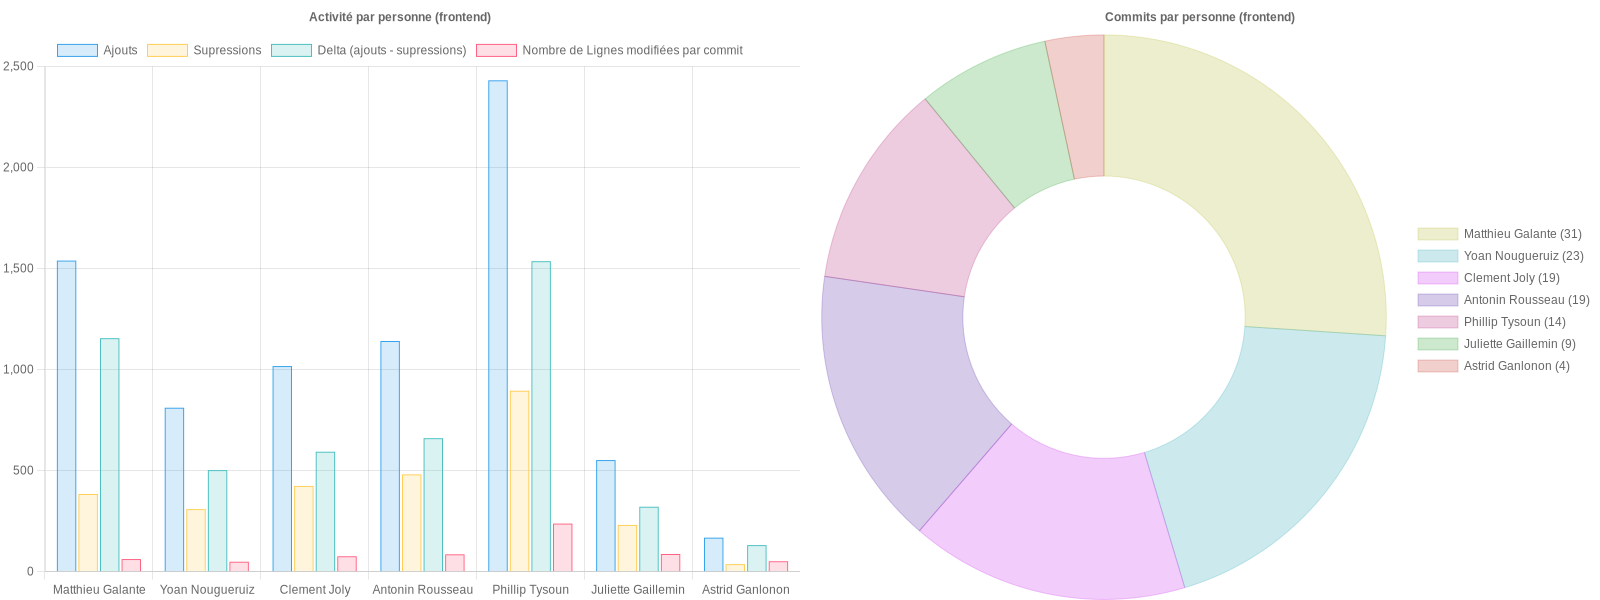 Activité par personne (frontend)
Ajouts Supressions Delta (ajouts - supressions) Nombre de Lignes modifiées par commit
2,500
2,000
1,500
1,000
500
0
Matthieu Galante Yoan Nougueruiz Clement Joly Antonin Rousseau Phillip Tysoun Juliette Gaillemin Astrid Ganlonon
Commits par personne (frontend)
Matthieu Galante (31)
Yoan Nougueruiz (23)
Clement Joly (19)
Antonin Rousseau (19)
Phillip Tysoun (14)
Juliette Gaillemin (9)
Astrid Ganlonon (4)